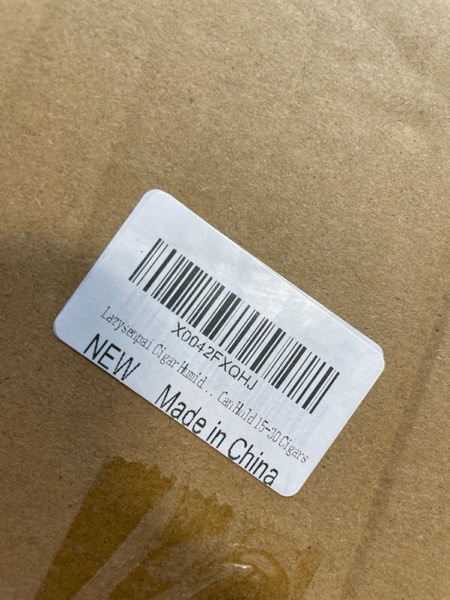 X0042FXQHJ
Lazysenpai Cigar Humid... Can Hold 15-30 Cigars
NEW
Made in China